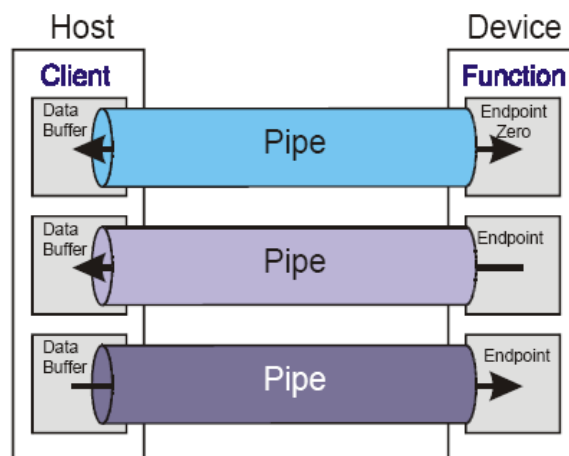 Host
Device
Client
Function
Data
Buffer
Pipe
Endpoint
Zero
Data
Buffer
Pipe
Endpoint
Data
Buffer
Pipe
Endpoint